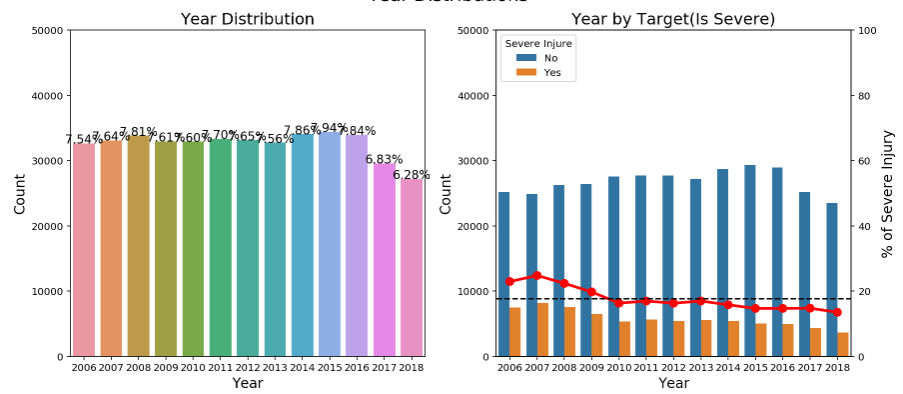 Year Distributions
Year Distribution
50000
40000
30000
20000
10000
0
Count
7.54%
7.64%
7.81%
7.61%
7.60%
7.70%
7.65%
7.56%
7.86%
7.94%
7.84%
6.83%
6.28%
2006 2007 2008 2009 2010 2011 2012 2013 2014 2015 2016 2017 2018
Year
Year by Target(Is Severe)
Severe Injure
No
Yes
50000
40000
30000
20000
10000
0
Count
100
80
60
40
20
0
% of Severe Injury
2006 2007 2008 2009 2010 2011 2012 2013 2014 2015 2016 2017 2018
Year